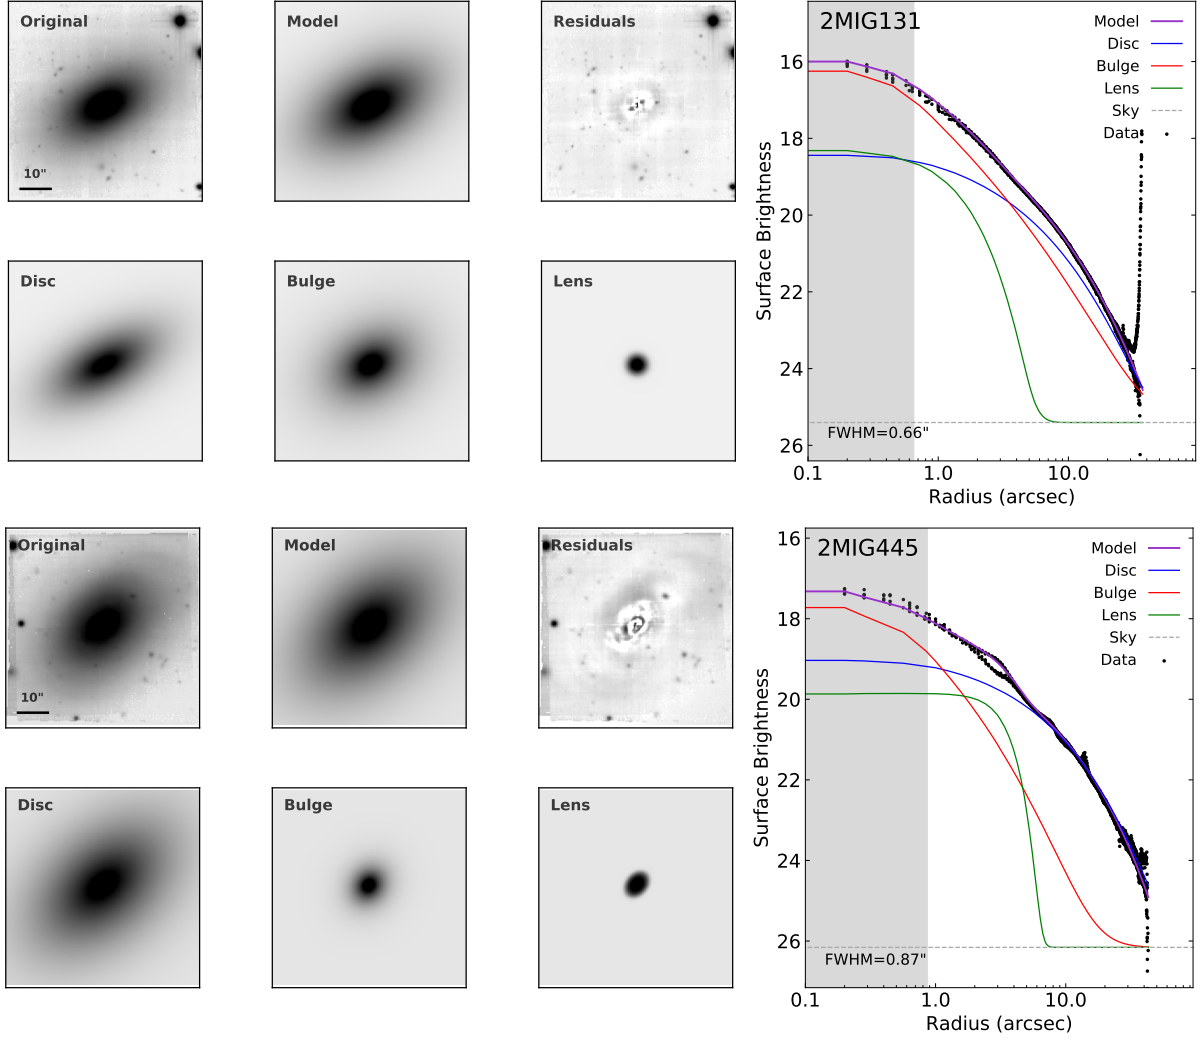 Original
10"
Model
Residuals
Disc
Bulge
Lens
2MIG131
Model
Disc
Bulge
Lens
Sky
Data
16
18
20
22
24
26
Surface Brightness
FWHM=0.66"
0.1
1.0
10.0
Radius (arcsec)
Original
10"
Model
Residuals
Disc
Bulge
Lens
2MIG445
Model
Disc
Bulge
Lens
Sky
Data
16
18
20
22
24
26
Surface Brightness
FWHM=0.87"
0.1
1.0
10.0
Radius (arcsec)